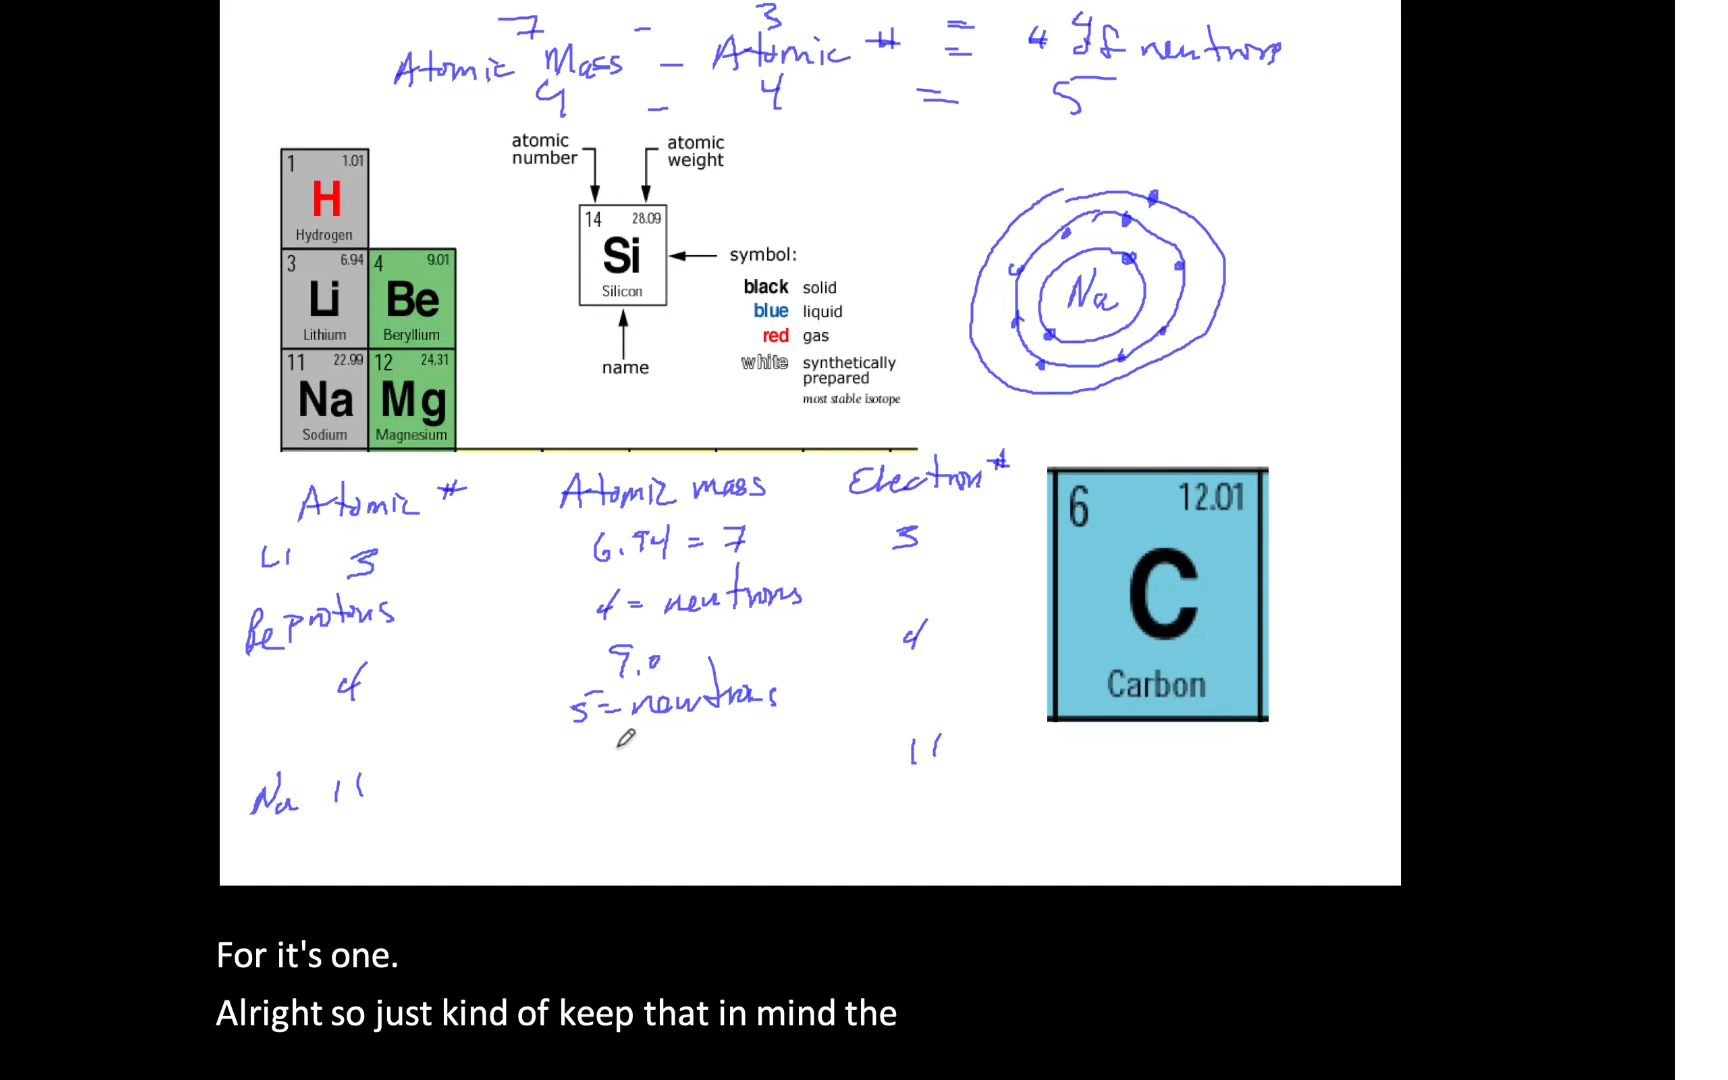 7 - 3 = 4
Atomic Mass - Atomic # = # of neutrons
9 - 4 = 5
atomic number
atomic weight
1 1.01
H
Hydrogen
3 6.94
Li
Lithium
4 9.01
Be
Beryllium
11 22.99
Na
Sodium
12 24.31
Mg
Magnesium
14 28.09
Si
Silicon
name
symbol:
black solid
blue liquid
red gas
white synthetically
prepared
most stable isotope
Na
Atomic # Atomic mass Electron #
Li 3 6.94 = 7 3
4 = neutrons
Be protons
4 9.0 4
5 = neutrons
Na 11 11
6 12.01
C
Carbon
For it's one.
Alright so just kind of keep that in mind the